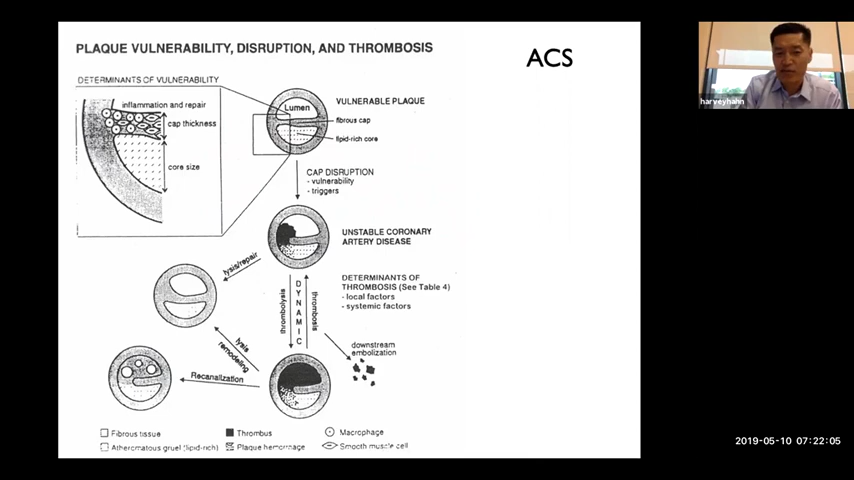 PLAQUE VULNERABILITY, DISRUPTION, AND THROMBOSIS
ACS
DETERMINANTS OF VULNERABILITY
inflammation and repair
cap thickness
core size
Lumen
VULNERABLE PLAQUE
fibrous cap
lipid-rich core
CAP DISRUPTION
- vulnerability
- triggers
UNSTABLE CORONARY
ARTERY DISEASE
lysis/repair
DETERMINANTS OF
THROMBOSIS (See Table 4)
- local factors
- systemic factors
thrombolysis
DYNAMIC
thrombosis
lysis
remodeling
downstream
embolization
Recanalization
Fibrous tissue
Thrombus
Macrophage
Atheromatous gruel (lipid-rich)
Plaque hemorrhage
Smooth muscle cell
harveyhahn
2019-05-10 07:22:05